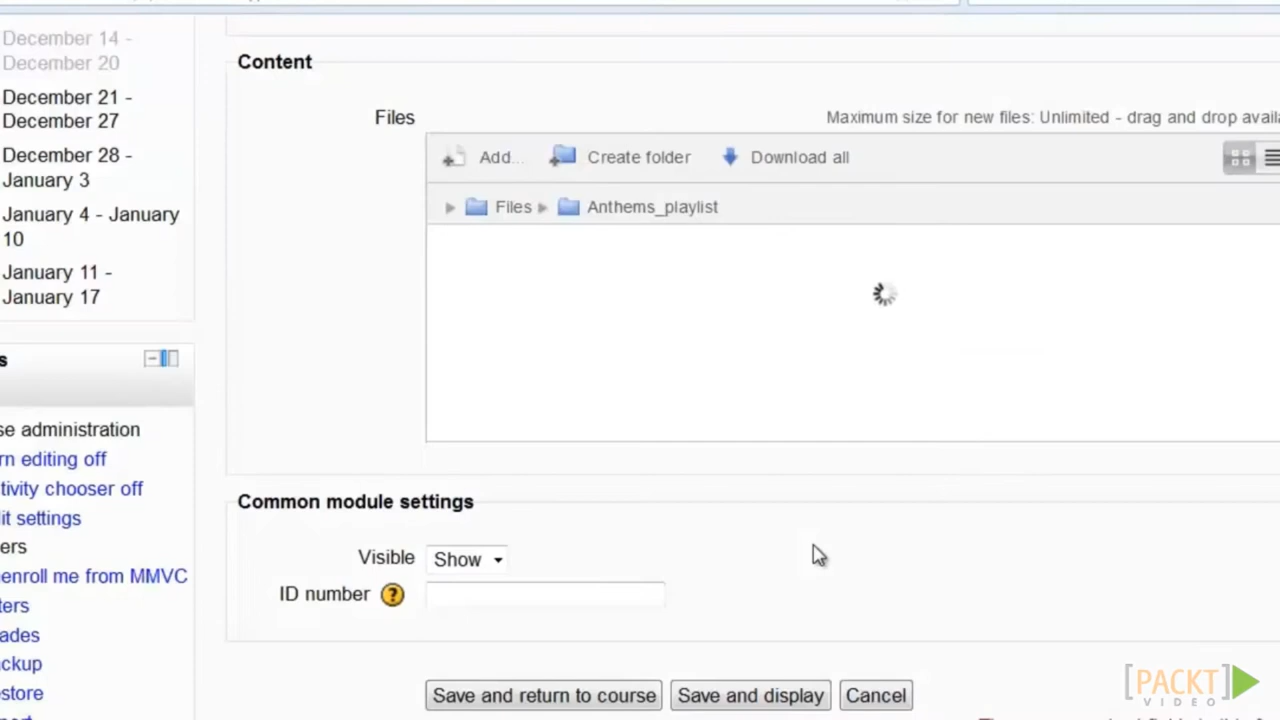 December 14 -
December 20
December 21 -
December 27
December 28 -
January 3
January 4 - January
10
January 11 -
January 17
s
se administration
rn editing off
tivity chooser off
it settings
ers
enroll me from MMVC
ters
ades
ackup
estore
Content
Files
Maximum size for new files: Unlimited - drag and drop availa
Add...
Create folder
Download all
Files
Anthems_playlist
Common module settings
Visible
Show
ID number
?
Save and return to course
Save and display
Cancel
[PACKT]
VIDEO